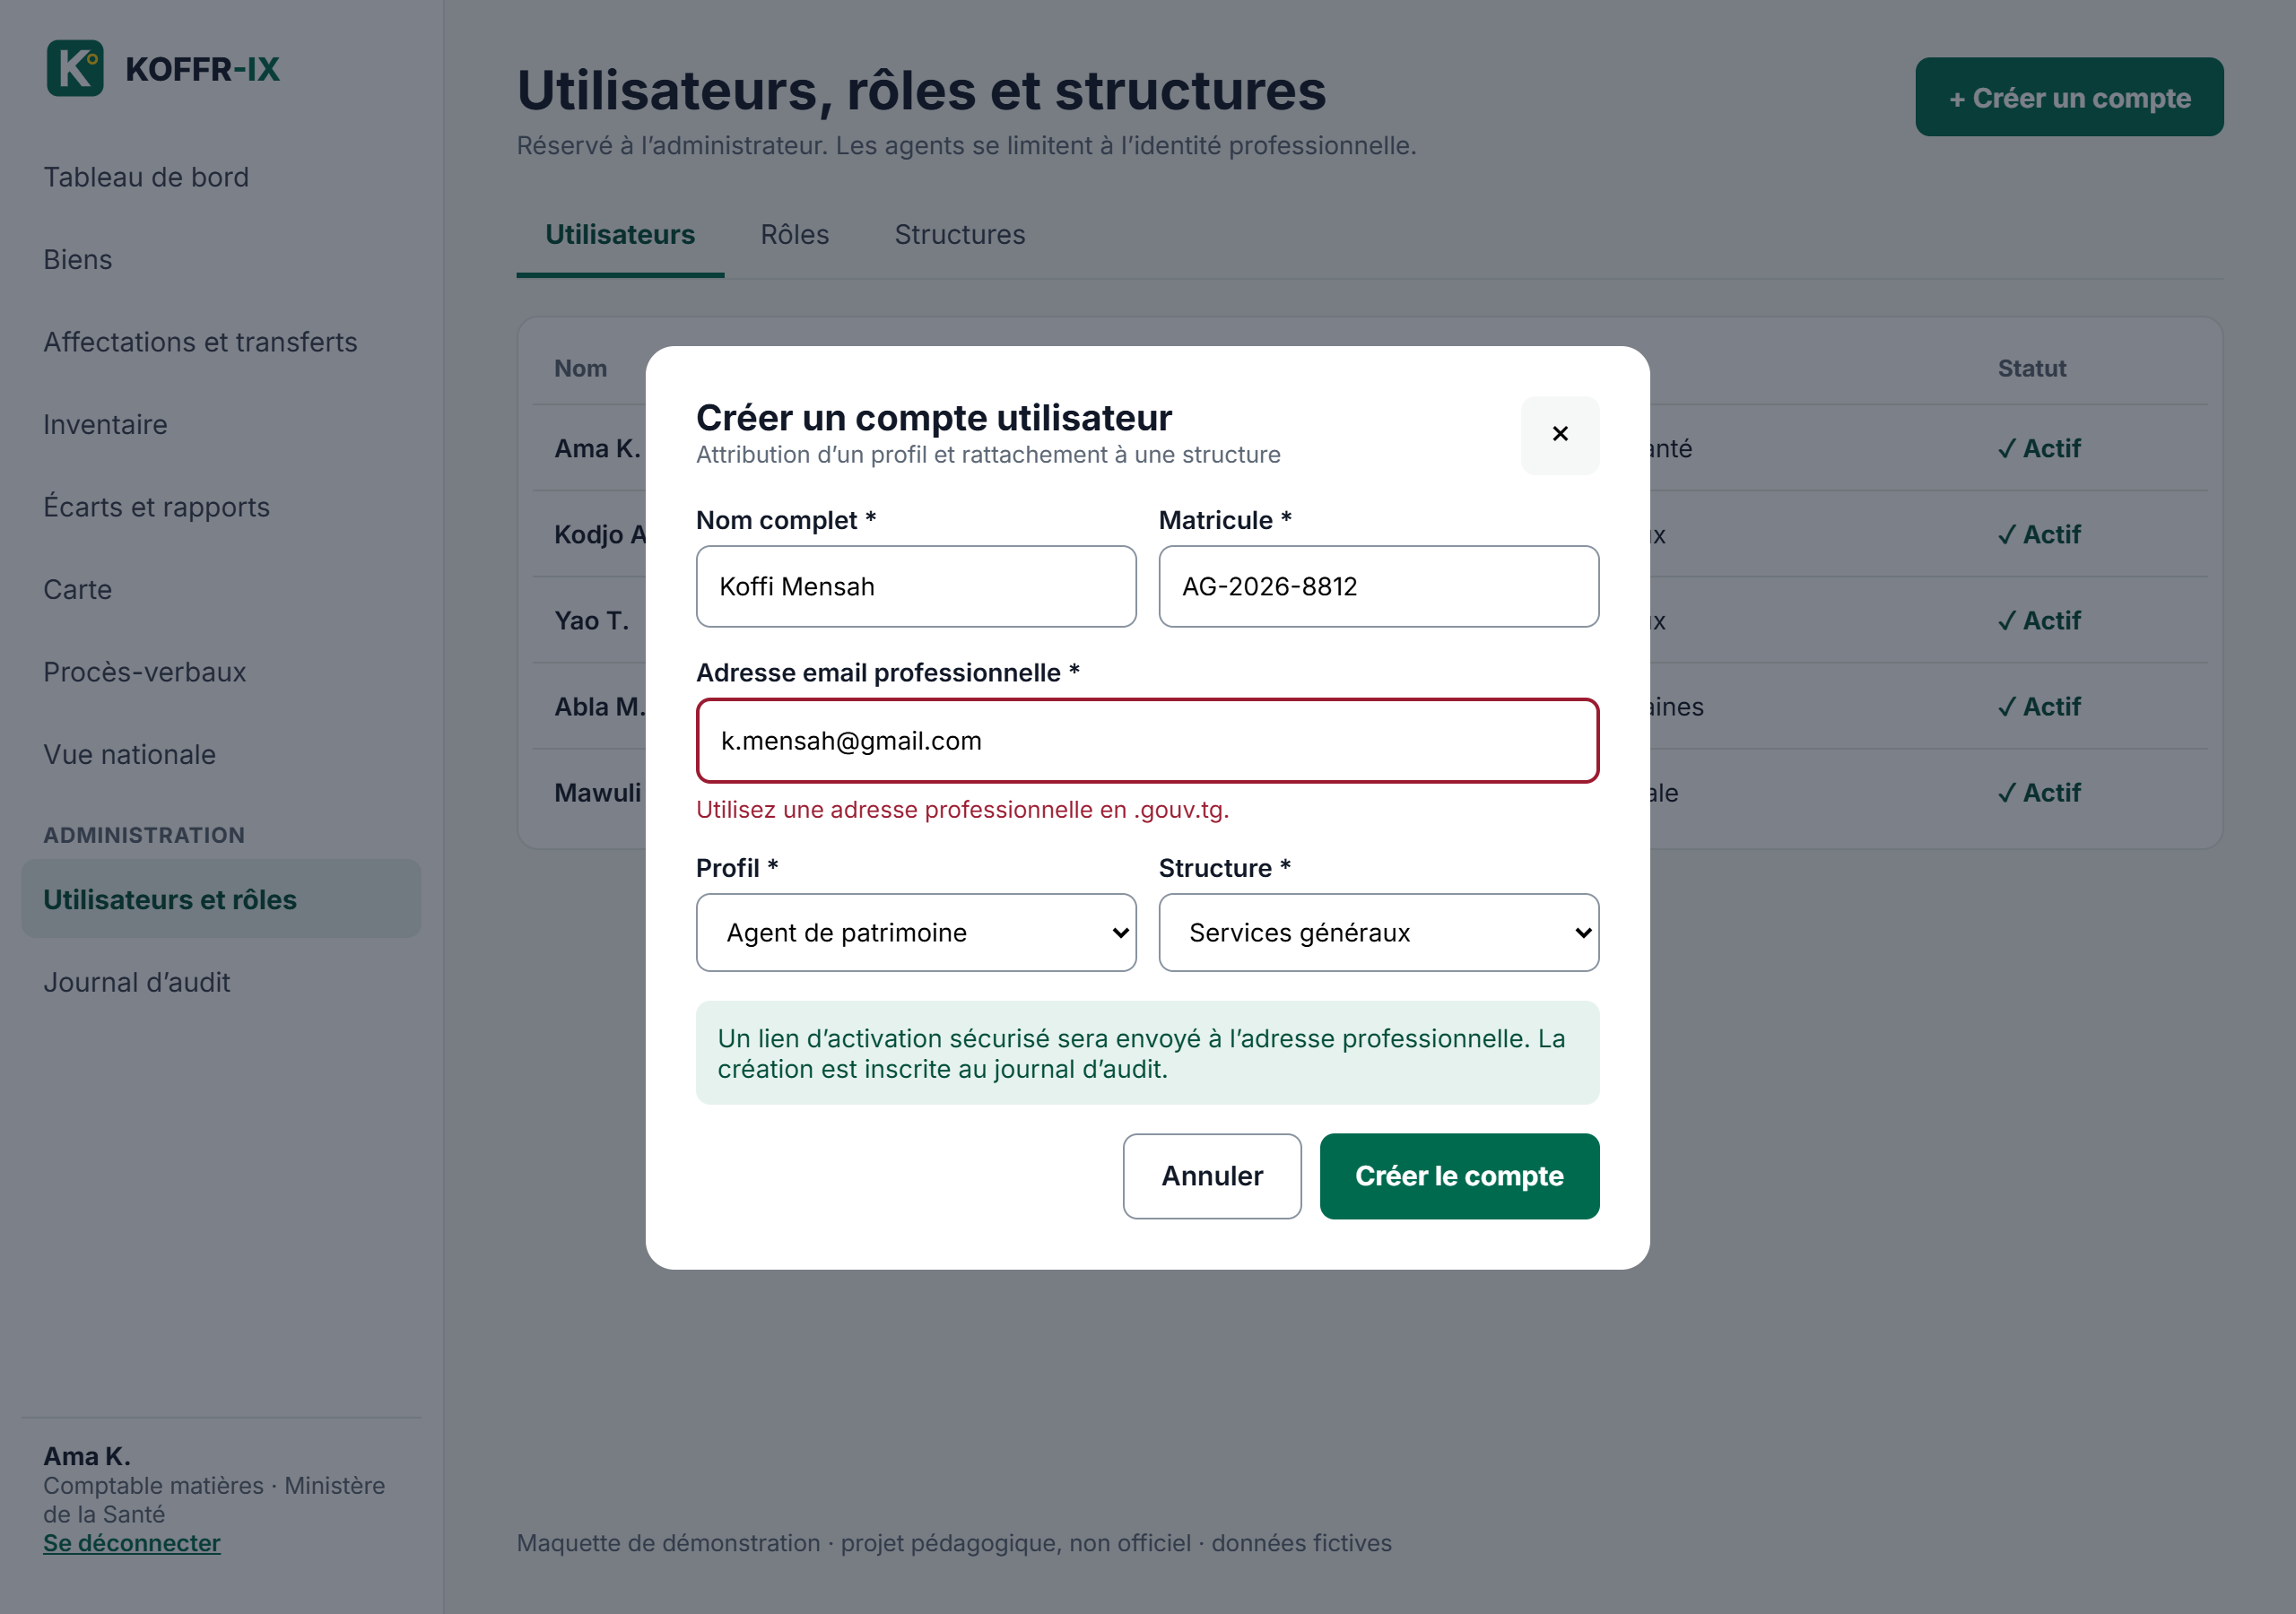 KOFFR-IX
Tableau de bord
Biens
Affectations et transferts
Inventaire
Écarts et rapports
Carte
Procès-verbaux
Vue nationale
ADMINISTRATION
Utilisateurs et rôles
Journal d’audit
Ama K.
Comptable matières · Ministère
de la Santé
Se déconnecter
Utilisateurs, rôles et structures
Réservé à l’administrateur. Les agents se limitent à l’identité professionnelle.
+ Créer un compte
Utilisateurs Rôles Structures
Nom Statut
Ama K. ✓ Actif
Kodjo ✓ Actif
Yao T. ✓ Actif
Abla M. ✓ Actif
Mawuli ✓ Actif
Créer un compte utilisateur
×
Attribution d’un profil et rattachement à une structure
Nom complet * Matricule *
Koffi Mensah AG-2026-8812
Adresse email professionnelle *
k.mensah@gmail.com
Utilisez une adresse professionnelle en .gouv.tg.
Profil * Structure *
Agent de patrimoine Services généraux
Un lien d’activation sécurisé sera envoyé à l’adresse professionnelle. La
création est inscrite au journal d’audit.
Annuler Créer le compte
Maquette de démonstration · projet pédagogique, non officiel · données fictives